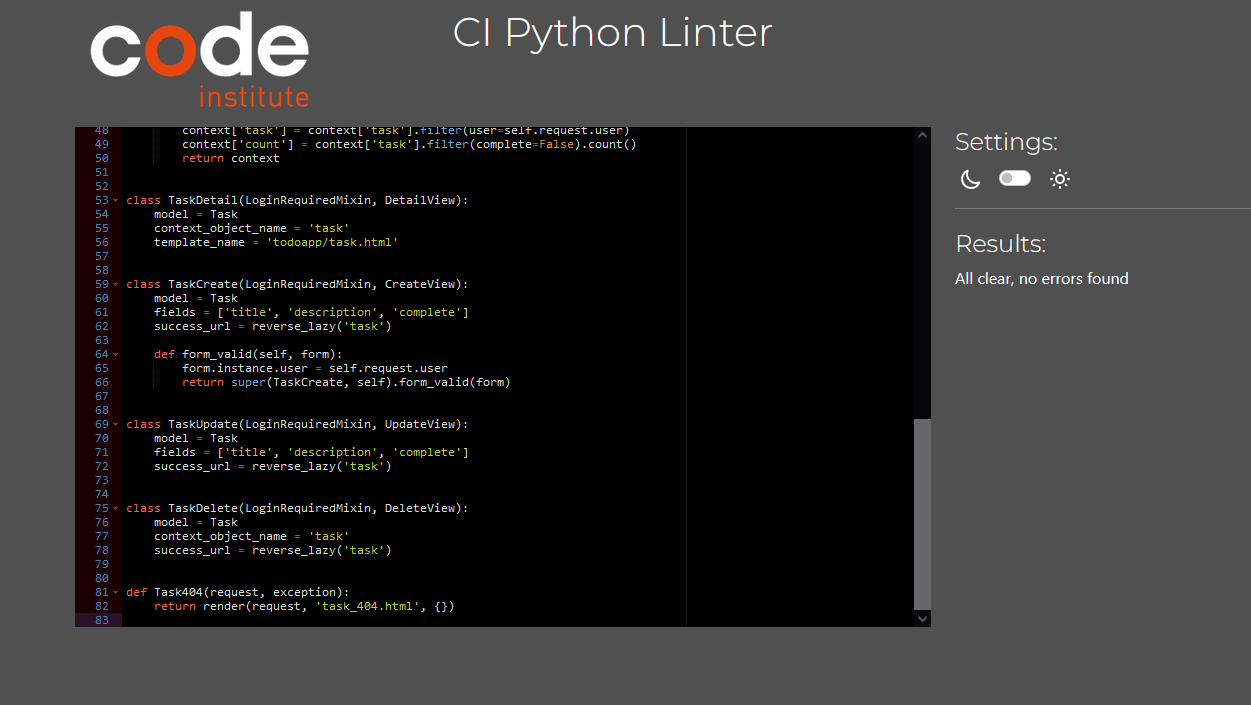 code
institute
CI Python Linter
48 context['task'] = context['task'].filter(user=self.request.user)
49 context['count'] = context['task'].filter(complete=False).count()
50 return context
51
52
53 class TaskDetail(LoginRequiredMixin, DetailView):
54 model = Task
55 context_object_name = 'task'
56 template_name = 'todoapp/task.html'
57
58
59 class TaskCreate(LoginRequiredMixin, CreateView):
60 model = Task
61 fields = ['title', 'description', 'complete']
62 success_url = reverse_lazy('task')
63
64 def form_valid(self, form):
65 form.instance.user = self.request.user
66 return super(TaskCreate, self).form_valid(form)
67
68
69 class TaskUpdate(LoginRequiredMixin, UpdateView):
70 model = Task
71 fields = ['title', 'description', 'complete']
72 success_url = reverse_lazy('task')
73
74
75 class TaskDelete(LoginRequiredMixin, DeleteView):
76 model = Task
77 context_object_name = 'task'
78 success_url = reverse_lazy('task')
79
80
81 def Task404(request, exception):
82 return render(request, 'task_404.html', {})
83
Settings:
Results:
All clear, no errors found